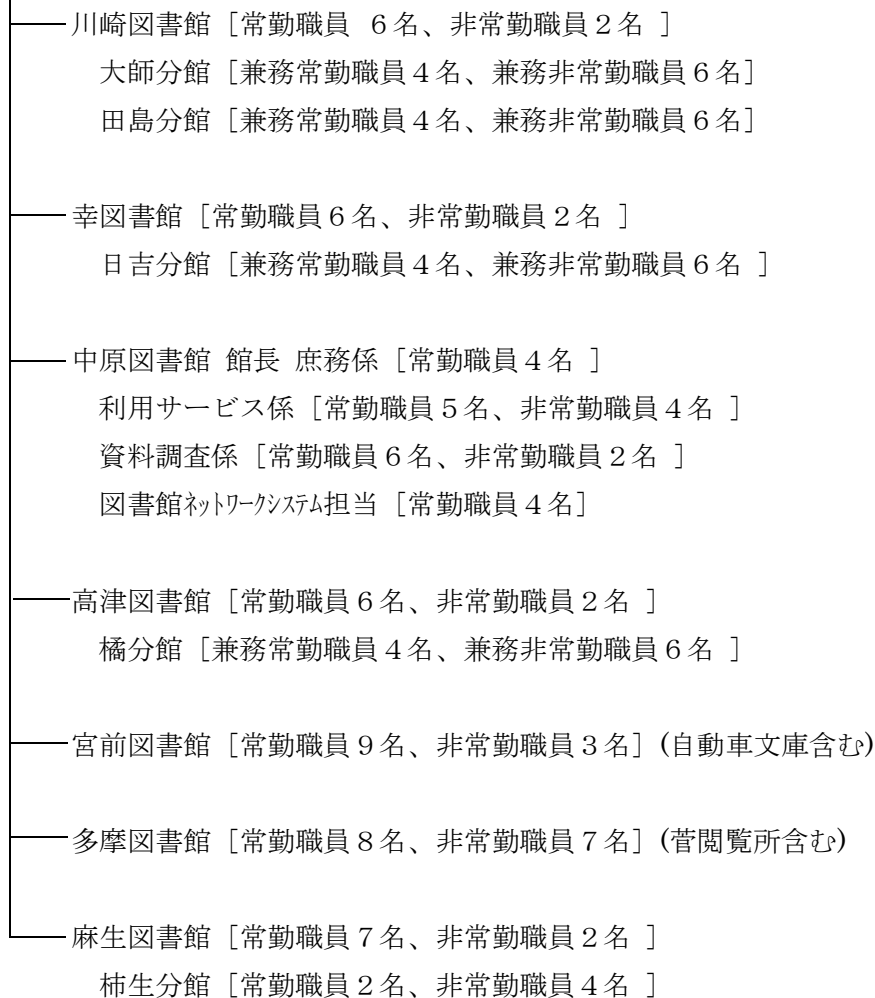 川崎図書館［常勤職員 ６名、非常勤職員２名 ］
大師分館［兼務常勤職員４名、兼務非常勤職員６名］
田島分館［兼務常勤職員４名、兼務非常勤職員６名］
幸図書館［常勤職員６名、非常勤職員２名 ］
日吉分館［兼務常勤職員４名、兼務非常勤職員６名 ］
中原図書館 館長 庶務係［常勤職員４名 ］
利用サービス係［常勤職員５名、非常勤職員４名 ］
資料調査係［常勤職員６名、非常勤職員２名 ］
図書館ﾈｯﾄﾜｰｸｼｽﾃﾑ担当［常勤職員４名］
高津図書館［常勤職員６名、非常勤職員２名 ］
橘分館［兼務常勤職員４名、兼務非常勤職員６名 ］
宮前図書館［常勤職員９名、非常勤職員３名］(自動車文庫含む)
多摩図書館［常勤職員８名、非常勤職員７名］(菅閲覧所含む)
麻生図書館［常勤職員７名、非常勤職員２名 ］
柿生分館［常勤職員２名、非常勤職員４名 ］